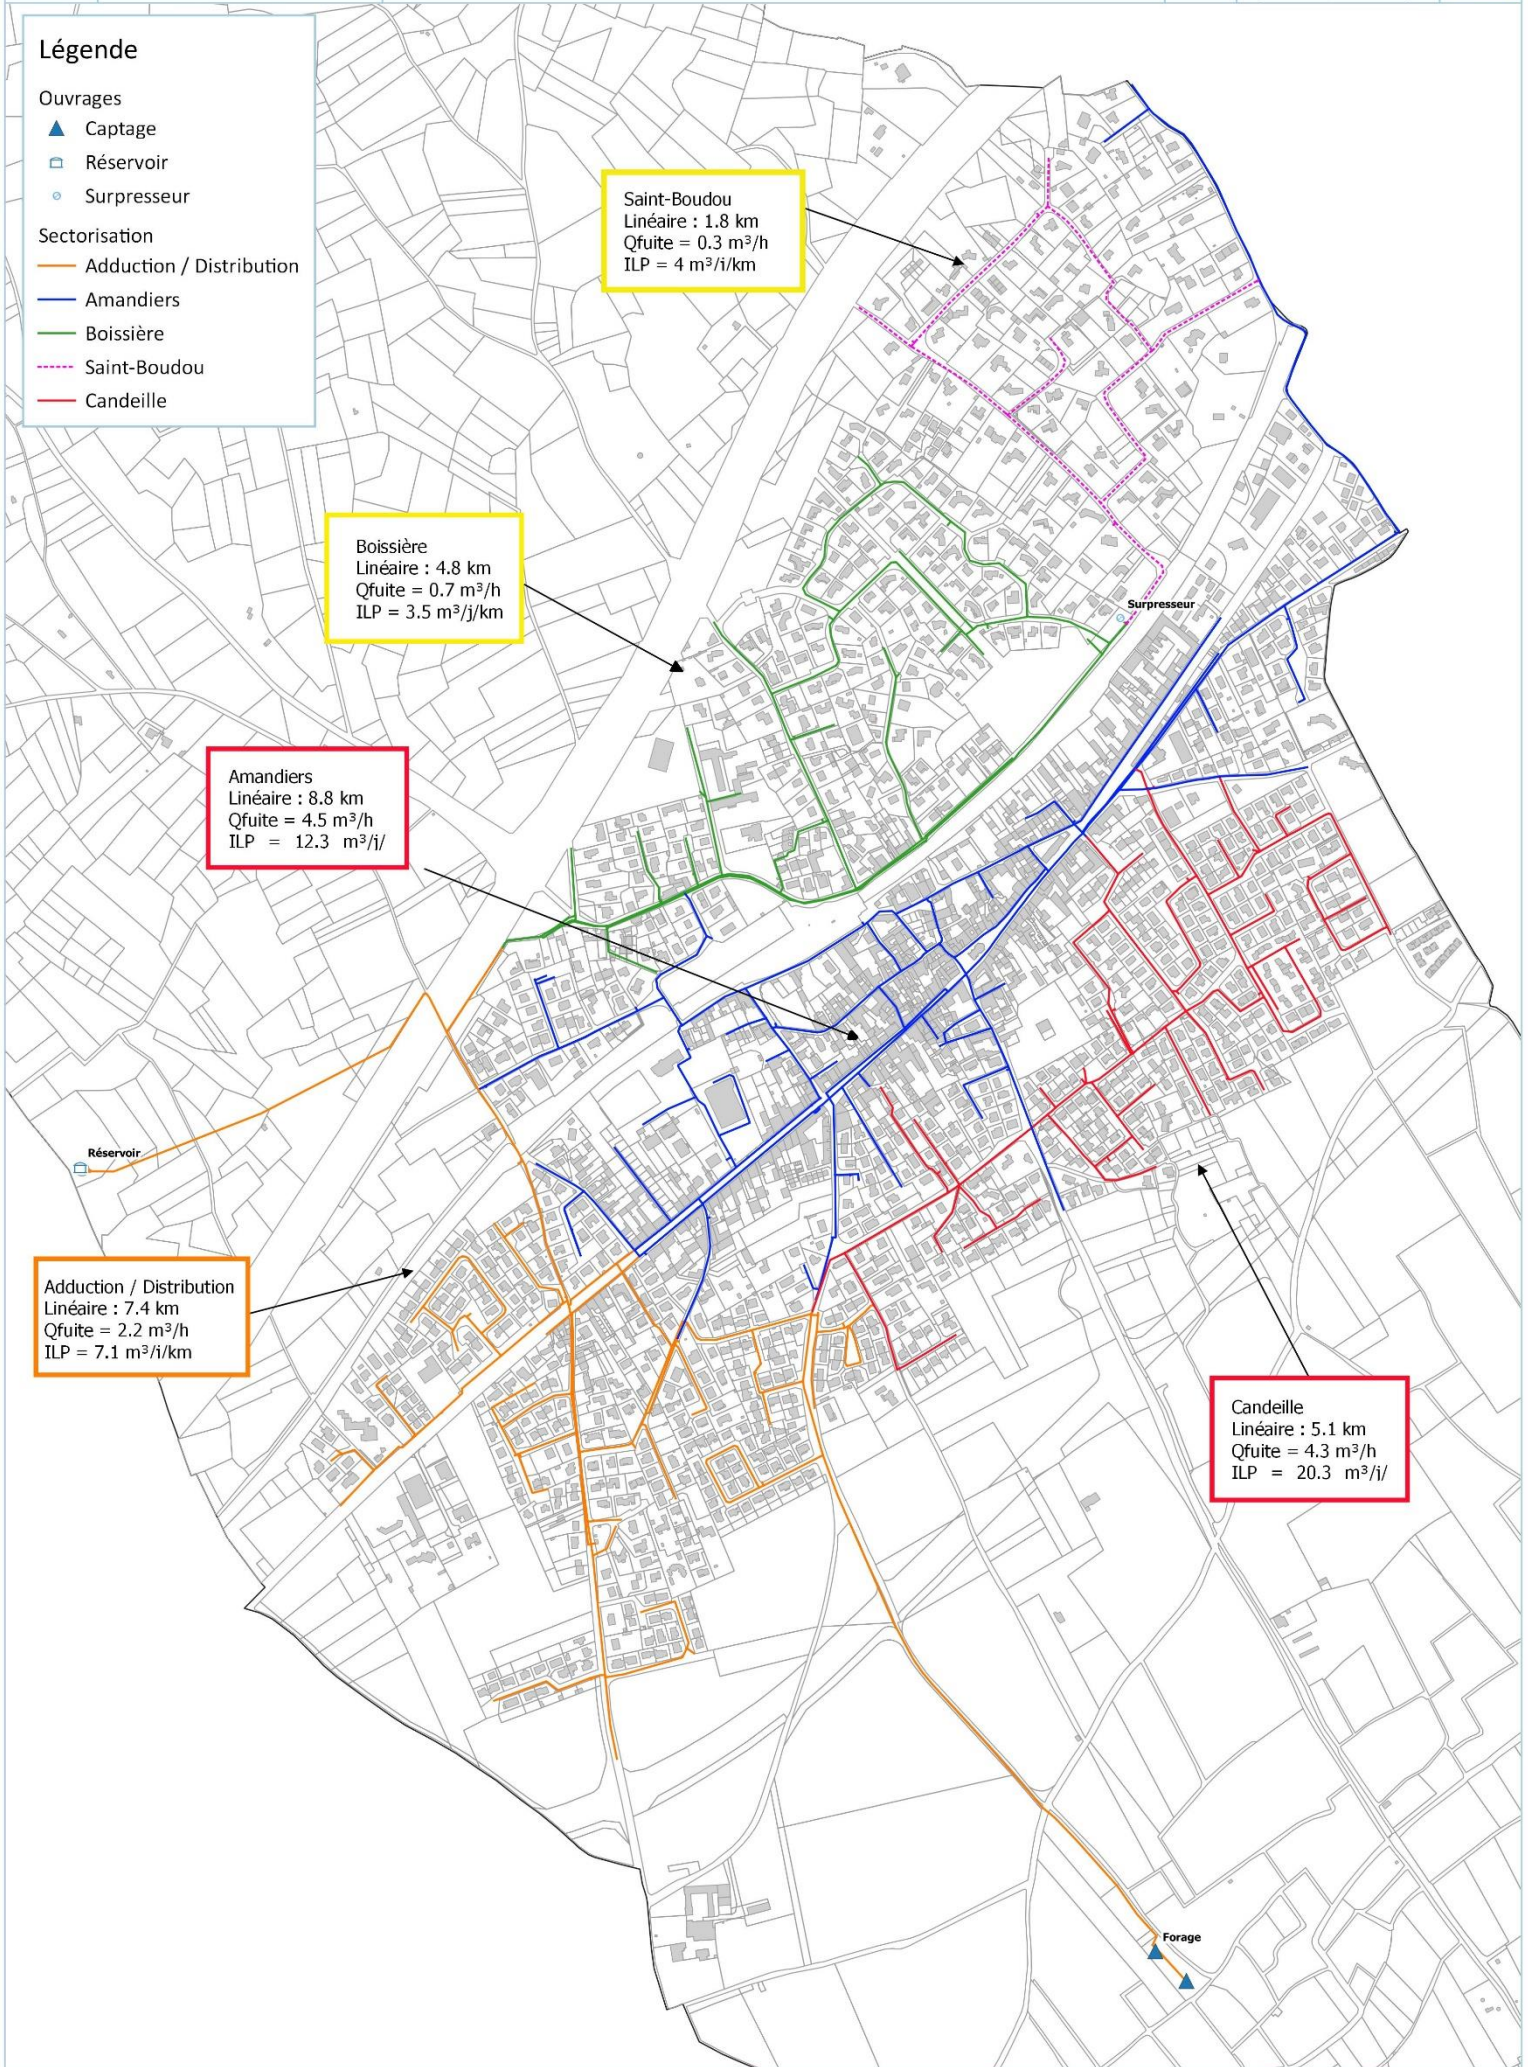 Légende
Ouvrages
Captage
Réservoir
Surpresseur
Sectorisation
Adduction / Distribution
Amandiers
Boissière
Saint-Boudou
Candeille
Saint-Boudou
Linéaire : 1.8 km
Qfuite = 0.3 m³/h
ILP = 4 m³/j/km
Boissière
Linéaire : 4.8 km
Qfuite = 0.7 m³/h
ILP = 3.5 m³/j/km
Surpresseur
Amandiers
Linéaire : 8.8 km
Qfuite = 4.5 m³/h
ILP = 12.3 m³/j/
Réservoir
Adduction / Distribution
Linéaire : 7.4 km
Qfuite = 2.2 m³/h
ILP = 7.1 m³/j/km
Candeille
Linéaire : 5.1 km
Qfuite = 4.3 m³/h
ILP = 20.3 m³/j/
Forage